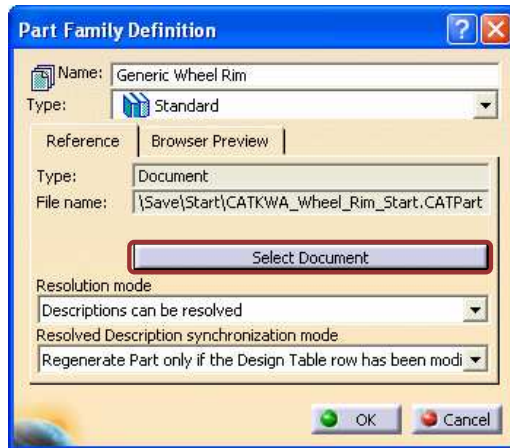 Part Family Definition
Name: Generic Wheel Rim
Type: Standard
Reference Browser Preview
Type: Document
File name: \Save\Start\CATKWA_Wheel_Rim_Start.CATPart
Select Document
Resolution mode
Descriptions can be resolved
Resolved Description synchronization mode
Regenerate Part only if the Design Table row has been modi
OK Cancel